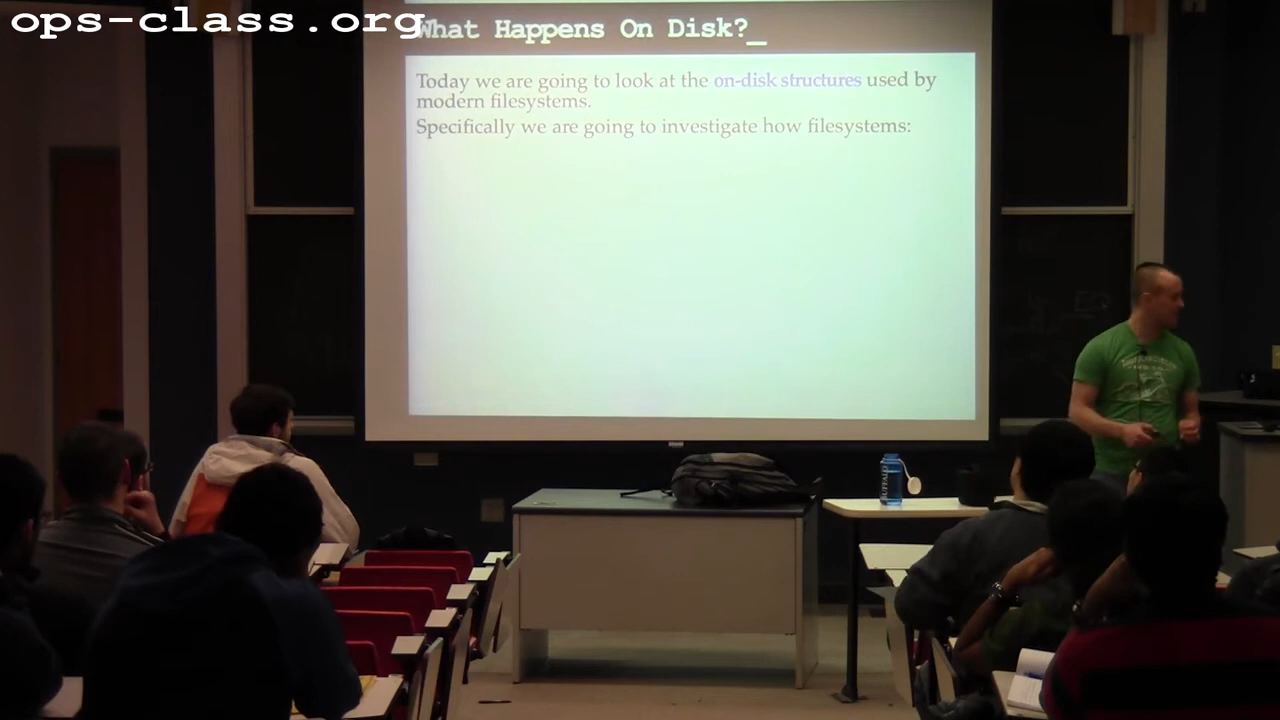 ops-class.org
What Happens On Disk?_
Today we are going to look at the on-disk structures used by
modern filesystems.
Specifically we are going to investigate how filesystems:
BUFFALO